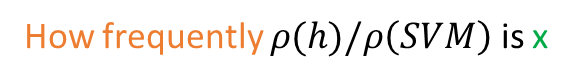 How frequently ρ(h)/ρ(SVM) is x